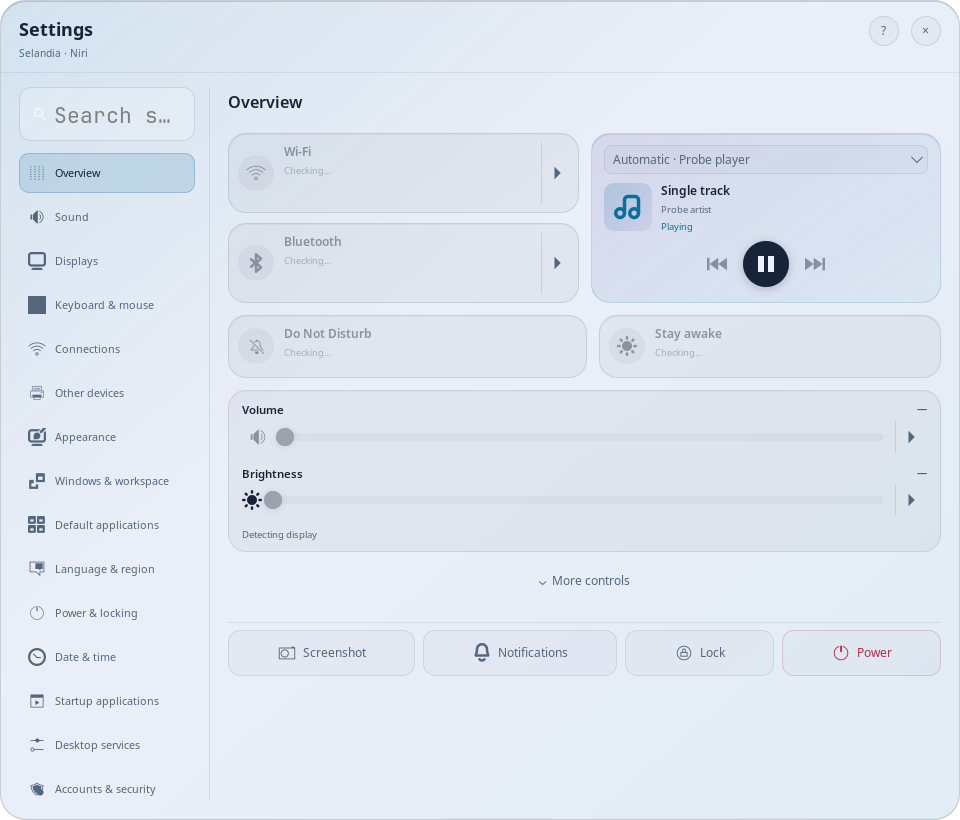 Settings
Selandia · Niri
?
×
Search s…
Overview
Sound
Displays
Keyboard & mouse
Connections
Other devices
Appearance
Windows & workspace
Default applications
Language & region
Power & locking
Date & time
Startup applications
Desktop services
Accounts & security
Overview
Wi-Fi
Checking…
Bluetooth
Checking…
Automatic · Probe player
Single track
Probe artist
Playing
Do Not Disturb
Checking…
Stay awake
Checking…
Volume
—
Brightness
—
Detecting display
More controls
Screenshot
Notifications
Lock
Power